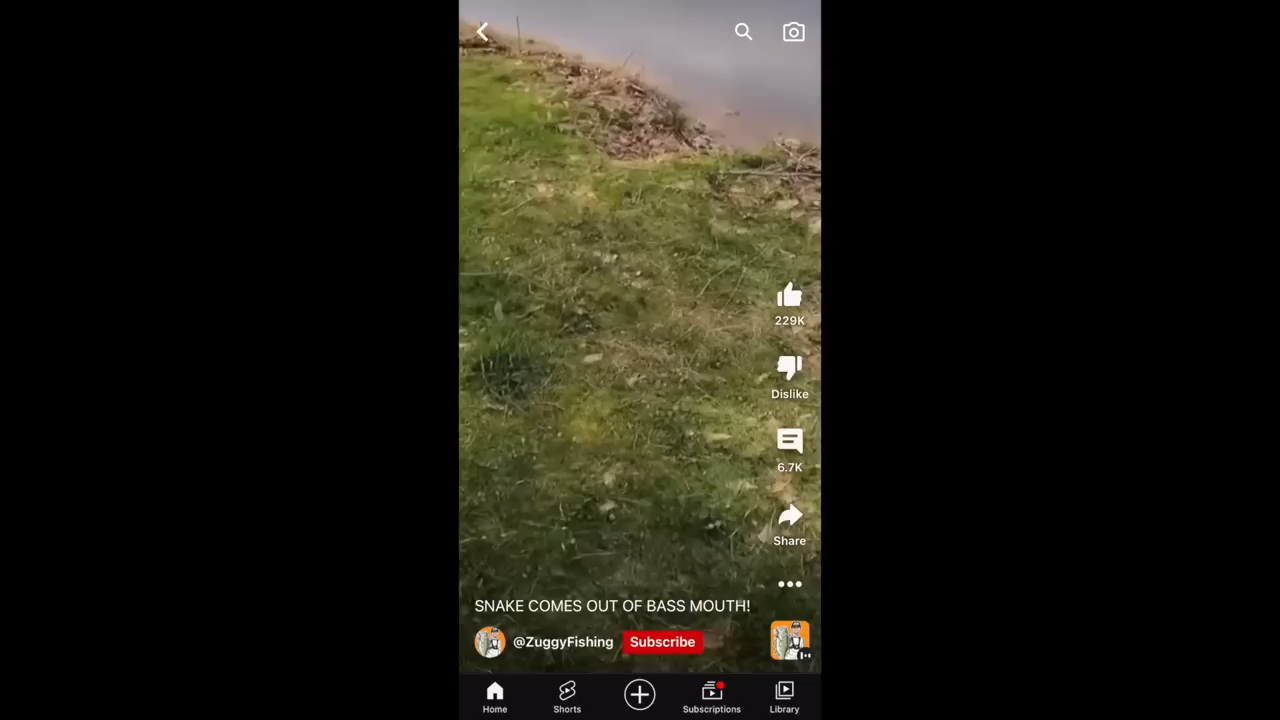 229K
Dislike
6.7K
Share
SNAKE COMES OUT OF BASS MOUTH!
@ZuggyFishing Subscribe
Home Shorts Subscriptions Library